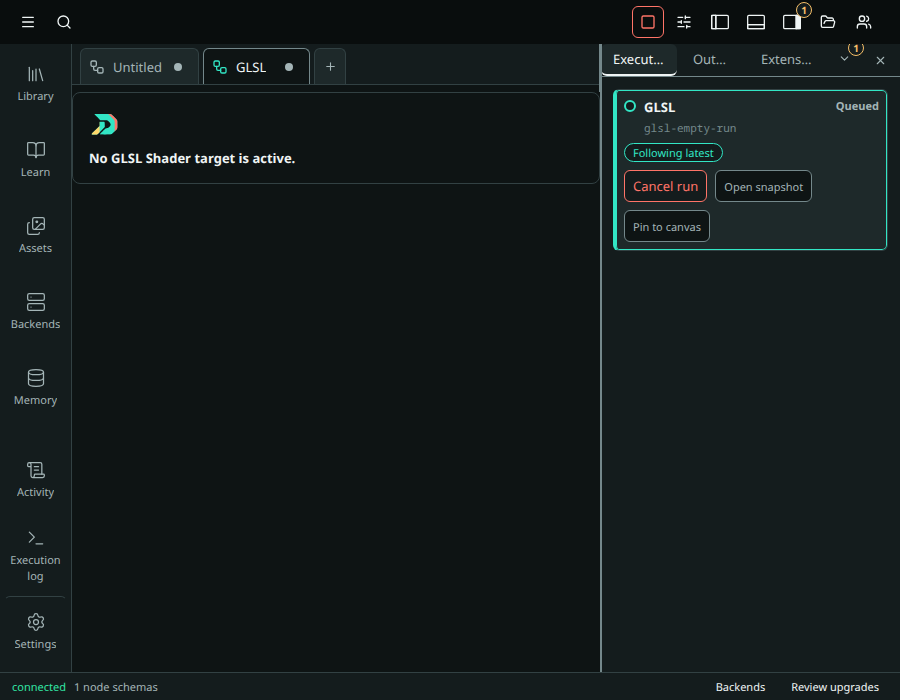 1
Library
Learn
Assets
Backends
Memory
Activity
Execution
log
Settings
Untitled
GLSL
+
No GLSL Shader target is active.
Execut...
Out...
Extens...
1
GLSL
Queued
glsl-empty-run
Following latest
Cancel run
Open snapshot
Pin to canvas
connected
1 node schemas
Backends
Review upgrades